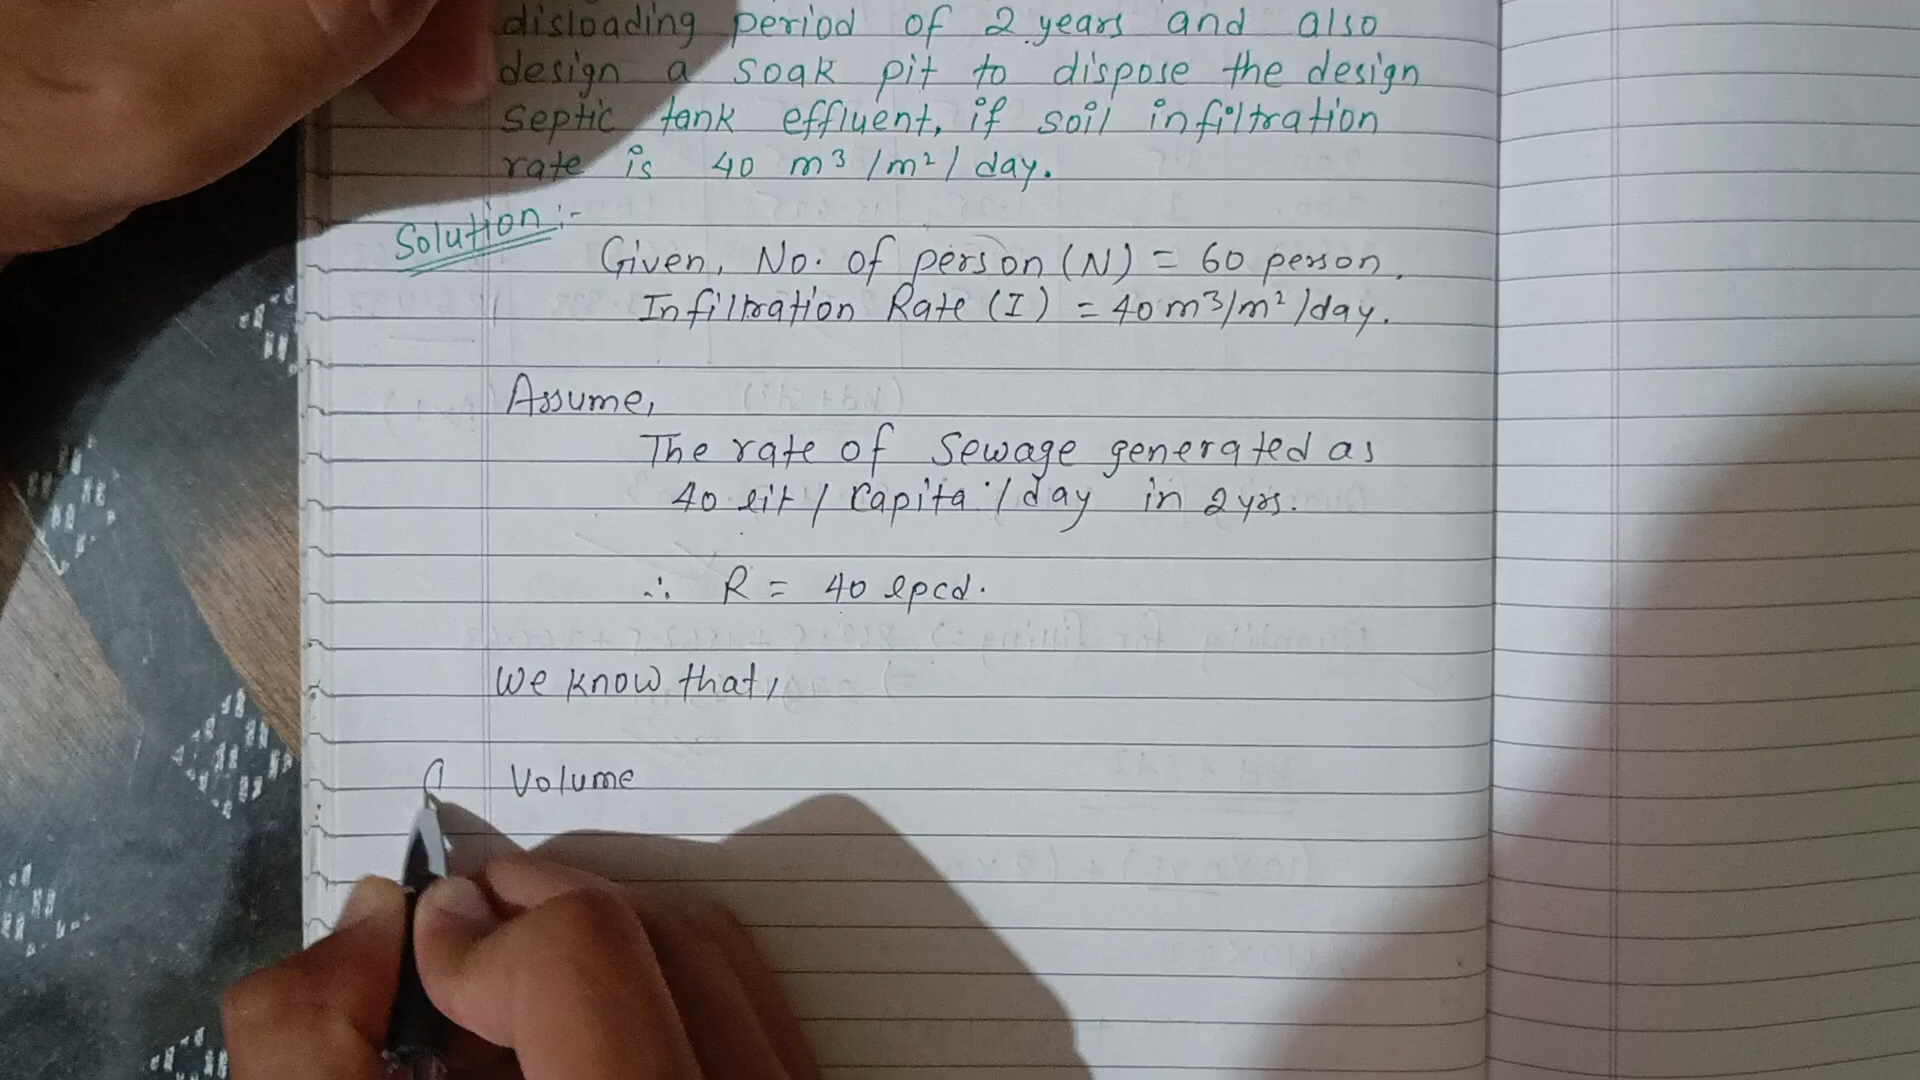 disloading period of 2 years and also
design a soak pit to dispose the design
septic tank effluent, if soil infiltration
rate is 40 m³/m²/day.
Solution :-
Given, No. of person (N) = 60 person.
Infiltration Rate (I) = 40 m³/m²/day.
Assume,
The rate of sewage generated as
40 lit / capita / day in 2 yrs.
∴ R = 40 lpcd.
We know that,
Volume